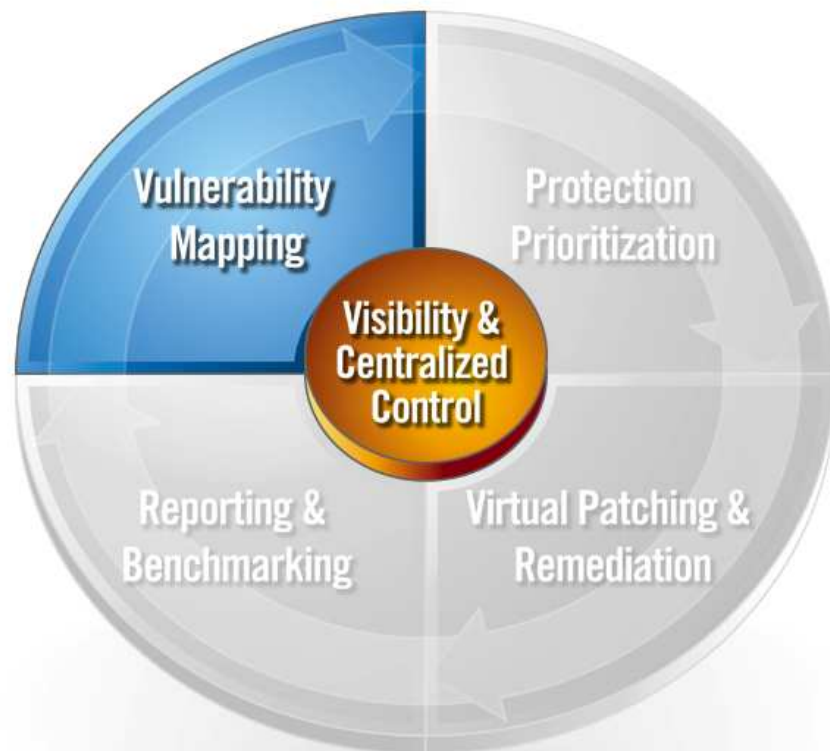 Vulnerability
Mapping
Protection
Prioritization
Visibility &
Centralized
Control
Reporting &
Benchmarking
Virtual Patching &
Remediation